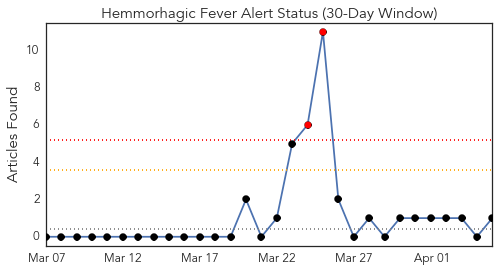 Hemmorhagic Fever Alert Status (30-Day Window)
Articles Found
10
8
6
4
2
0
Mar 07 Mar 12 Mar 17 Mar 22 Mar 27 Apr 01